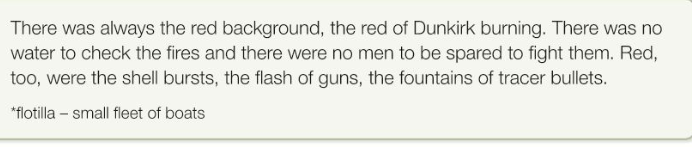 There was always the red background, the red of Dunkirk burning. There was no
water to check the fires and there were no men to be spared to fight them. Red,
too, were the shell bursts, the flash of guns, the fountains of tracer bullets.
*flotilla – small fleet of boats